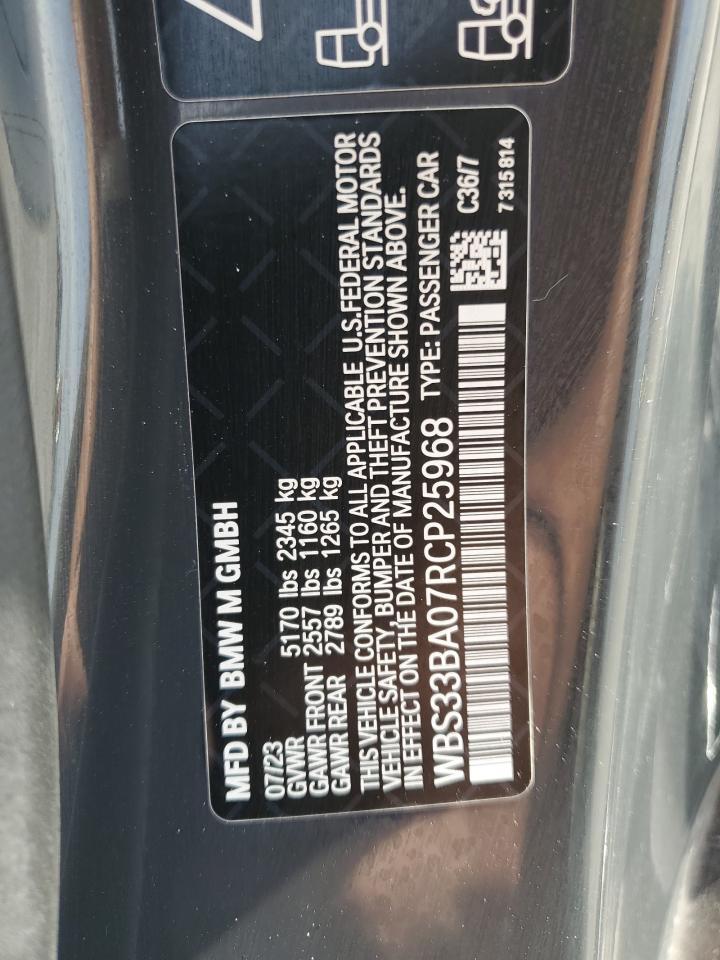 MFD BY BMW M GMBH
07/23
GVWR 5170 lbs 2345 kg
GAWR FRONT 2557 lbs 1160 kg
GAWR REAR 2789 lbs 1265 kg
THIS VEHICLE CONFORMS TO ALL APPLICABLE U.S.FEDERAL MOTOR
VEHICLE SAFETY, BUMPER AND THEFT PREVENTION STANDARDS
IN EFFECT ON THE DATE OF MANUFACTURE SHOWN ABOVE.
WBS33BA07RCP25968 TYPE: PASSENGER CAR
C36/7
7 315 814